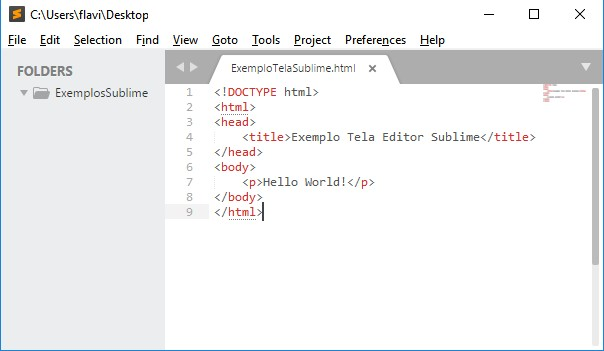 C:\Users\flavi\Desktop
File Edit Selection Find View Goto Tools Project Preferences Help
FOLDERS
ExemplosSublime
ExemploTelaSublime.html
1 <!DOCTYPE html>
2 <html>
3 <head>
4 <title>Exemplo Tela Editor Sublime</title>
5 </head>
6 <body>
7 <p>Hello World!</p>
8 </body>
9 </html>